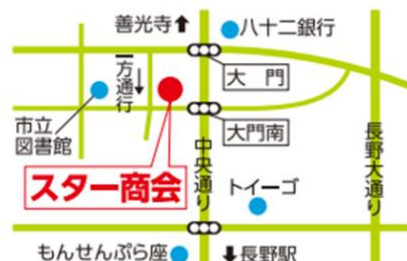 善光寺⬆
八十二銀行
大門
一方通行↓
市立
図書館
大門南
スター商会
中央通り
トイーゴ
長野大通り
もんぜんぷら座
⬇長野駅